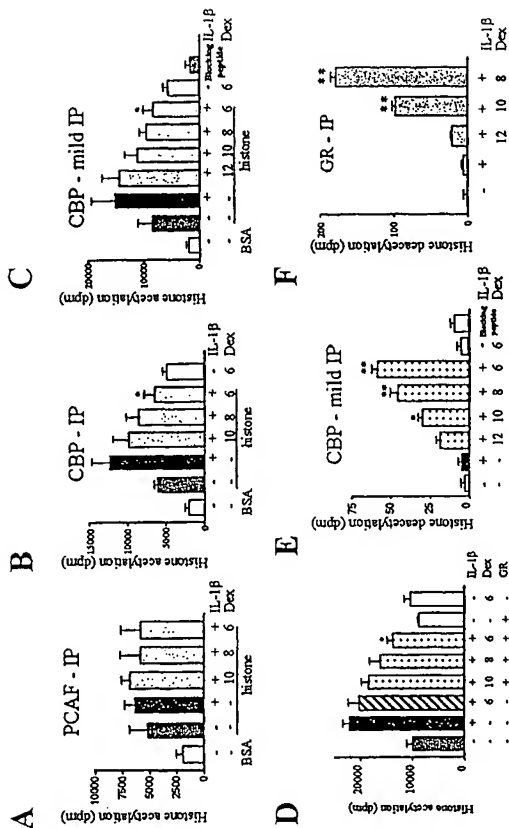 A
PCAF - IP
Histone acetylation (dpm)
10000
7500
5000
2500
0
- - + + + + IL-1β
- - - 10 8 6 Dex
BSA histone
B
CBP - IP
Histone acetylation (dpm)
15000
10000
5000
0
*
- - + + + + - IL-1β
- - - 10 8 6 6 Dex
BSA histone
C
CBP - mild IP
Histone acetylation (dpm)
20000
10000
0
*
- - + + + + + - IL-1β
Blocking peptide
- - - 12 10 8 6 6 Dex
BSA histone
D
Histone acetylation (dpm)
20000
10000
0
*
- + + + + + - - IL-1β
- - 6 10 8 6 - 6 Dex
- - - + + + + - GR
E
CBP - mild IP
Histone deacetylation (dpm)
75
50
25
0
* ** **
- + + + + + - IL-1β
Blocking peptide
- - 12 10 8 6 6 Dex
F
GR - IP
Histone deacetylation (dpm)
200
100
0
** **
- + + + + IL-1β
- - 12 10 8 Dex